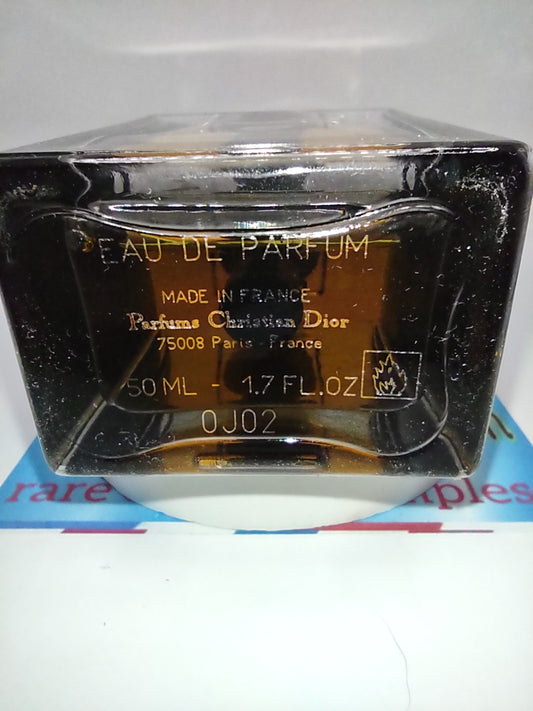 EAU DE PARFUM
MADE IN FRANCE
Parfums Christian Dior
75008 Paris - France
50 ML - 1.7 FL.OZ
0J02
rare